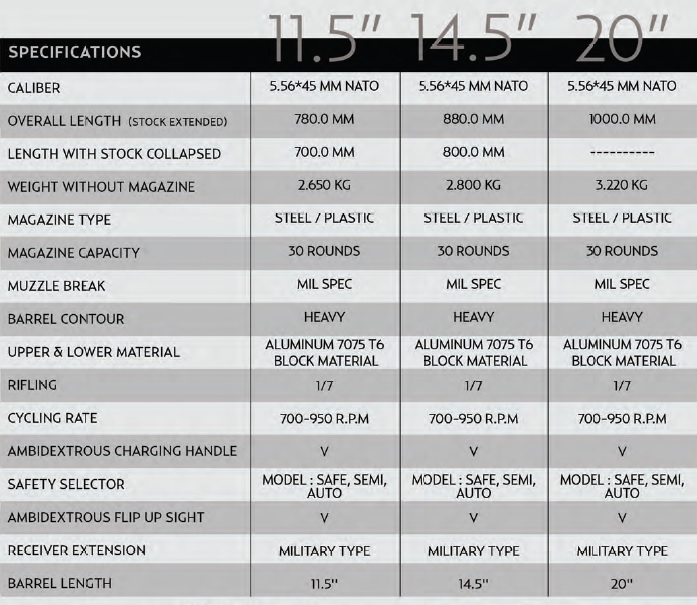 11.5" 14.5" 20"
SPECIFICATIONS
CALIBER 5.56*45 MM NATO 5.56*45 MM NATO 5.56*45 MM NATO
OVERALL LENGTH (STOCK EXTENDED) 780.0 MM 880.0 MM 1000.0 MM
LENGTH WITH STOCK COLLAPSED 700.0 MM 800.0 MM ----------
WEIGHT WITHOUT MAGAZINE 2.650 KG 2.800 KG 3.220 KG
MAGAZINE TYPE STEEL / PLASTIC STEEL / PLASTIC STEEL / PLASTIC
MAGAZINE CAPACITY 30 ROUNDS 30 ROUNDS 30 ROUNDS
MUZZLE BREAK MIL SPEC MIL SPEC MIL SPEC
BARREL CONTOUR HEAVY HEAVY HEAVY
UPPER & LOWER MATERIAL ALUMINUM 7075 T6 ALUMINUM 7075 T6 ALUMINUM 7075 T6
BLOCK MATERIAL BLOCK MATERIAL BLOCK MATERIAL
RIFLING 1/7 1/7 1/7
CYCLING RATE 700-950 R.P.M 700-950 R.P.M 700-950 R.P.M
AMBIDEXTROUS CHARGING HANDLE V V V
SAFETY SELECTOR MODEL : SAFE, SEMI, MODEL : SAFE, SEMI, MODEL : SAFE, SEMI,
AUTO AUTO AUTO
AMBIDEXTROUS FLIP UP SIGHT V V V
RECEIVER EXTENSION MILITARY TYPE MILITARY TYPE MILITARY TYPE
BARREL LENGTH 11.5" 14.5" 20"